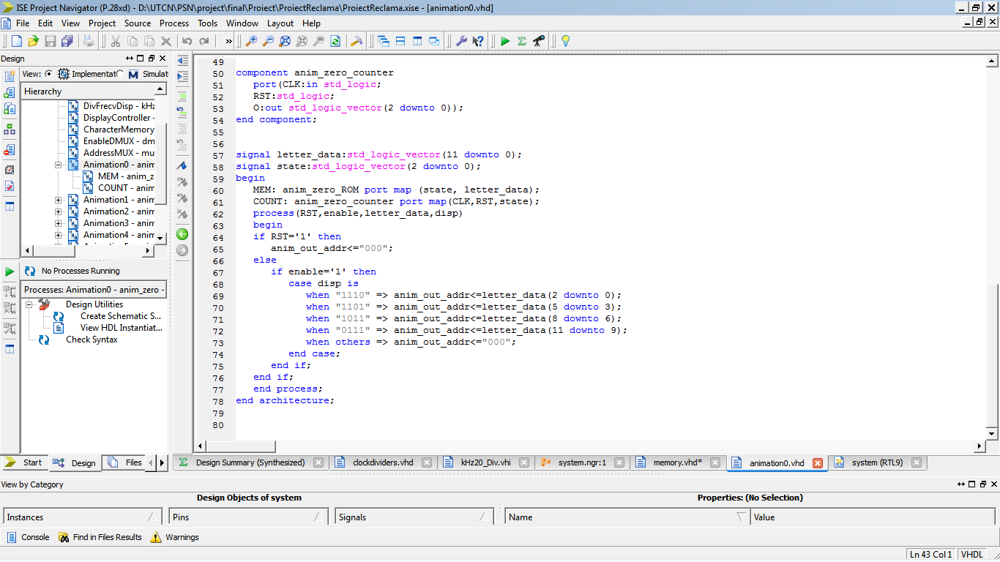 ISE Project Navigator (P.28xd) - D:\UTCN\PSN\project\final\Proiect\ProiectReclama\ProiectReclama.xise - [animation0.vhd]
File Edit View Project Source Process Tools Window Layout Help
Design
View: Implementat Simulat
Hierarchy
DivFrecvDisp - kHz
DisplayController -
CharacterMemory
EnableDMUX - dm
AddressMUX - mu
Animation0 - anim
MEM - anim_z
COUNT - anim
Animation1 - anim
Animation2 - anim
Animation3 - anim
Animation4 - anim
No Processes Running
Processes: Animation0 - anim_zero -
Design Utilities
Create Schematic S...
View HDL Instantiat...
Check Syntax
Start Design Files
49
50 component anim_zero_counter
51 port(CLK:in std_logic;
52 RST:std_logic;
53 O:out std_logic_vector(2 downto 0));
54 end component;
55
56
57 signal letter_data:std_logic_vector(11 downto 0);
58 signal state:std_logic_vector(2 downto 0);
59 begin
60 MEM: anim_zero_ROM port map (state, letter_data);
61 COUNT: anim_zero_counter port map(CLK,RST,state);
62 process(RST,enable,letter_data,disp)
63 begin
64 if RST='1' then
65 anim_out_addr<="000";
66 else
67 if enable='1' then
68 case disp is
69 when "1110" => anim_out_addr<=letter_data(2 downto 0);
70 when "1101" => anim_out_addr<=letter_data(5 downto 3);
71 when "1011" => anim_out_addr<=letter_data(8 downto 6);
72 when "0111" => anim_out_addr<=letter_data(11 downto 9);
73 when others => anim_out_addr<="000";
74 end case;
75 end if;
76 end if;
77 end process;
78 end architecture;
79
80
Design Summary (Synthesized) clockdividers.vhd kHz20_Div.vhi system.ngr:1 memory.vhd* animation0.vhd system (RTL9)
View by Category
Design Objects of system Properties: (No Selection)
Instances Pins Signals Name Value
Console Find in Files Results Warnings
Ln 43 Col 1 VHDL